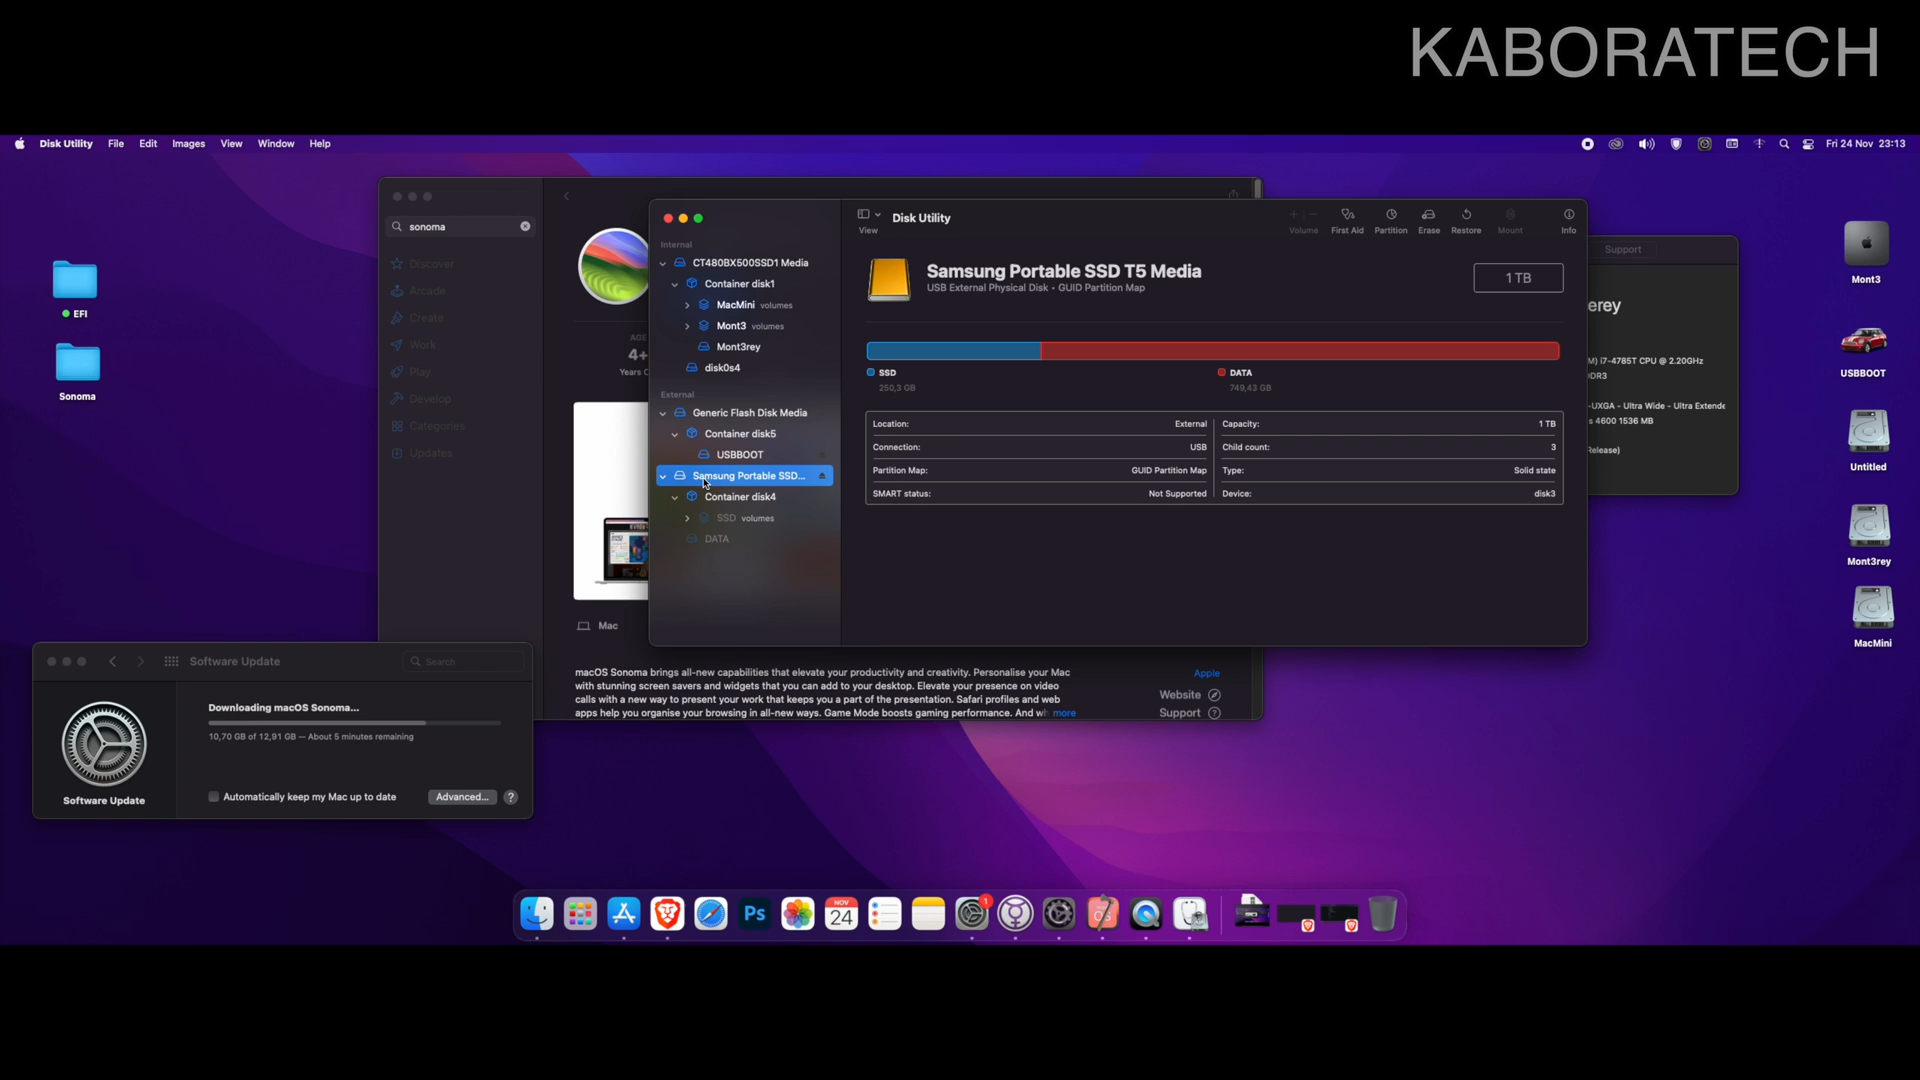 KABORATECH
Disk Utility File Edit Images View Window Help
Fri 24 Nov 23:13
EFI
Sonoma
sonoma
Discover
Arcade
Create
Work
Play
Develop
Categories
Updates
4+
Mac
macOS Sonoma brings all-new capabilities that elevate your productivity and creativity. Personalise your Mac
with stunning screen savers and widgets that you can add to your desktop. Elevate your presence on video
calls with a new way to present your work that keeps you a part of the presentation. Safari profiles and web
apps help you organise your browsing in all-new ways. Game Mode boosts gaming performance. And wh more
Apple
Website
Support
Internal
CT480BX500SSD1 Media
Container disk1
MacMini volumes
Mont3 volumes
Mont3rey
disk0s4
External
Generic Flash Disk Media
Container disk5
USBBOOT
Samsung Portable SSD...
Container disk4
SSD volumes
DATA
View
Disk Utility
Volume First Aid Partition Erase Restore Mount Info
Samsung Portable SSD T5 Media
USB External Physical Disk • GUID Partition Map
1 TB
SSD
250,3 GB
DATA
749,43 GB
Location: External
Connection: USB
Partition Map: GUID Partition Map
SMART status: Not Supported
Capacity: 1 TB
Child count: 3
Type: Solid state
Device: disk3
Support
erey
) i7-4785T CPU @ 2.20GHz
DR3
-UXGA - Ultra Wide - Ultra Extende
s 4600 1536 MB
Release)
Mont3
USBBOOT
Untitled
Mont3rey
MacMini
Software Update
Search
Software Update
Downloading macOS Sonoma...
10,70 GB of 12,91 GB — About 5 minutes remaining
Automatically keep my Mac up to date
Advanced...
?
Ps
NOV
24
1